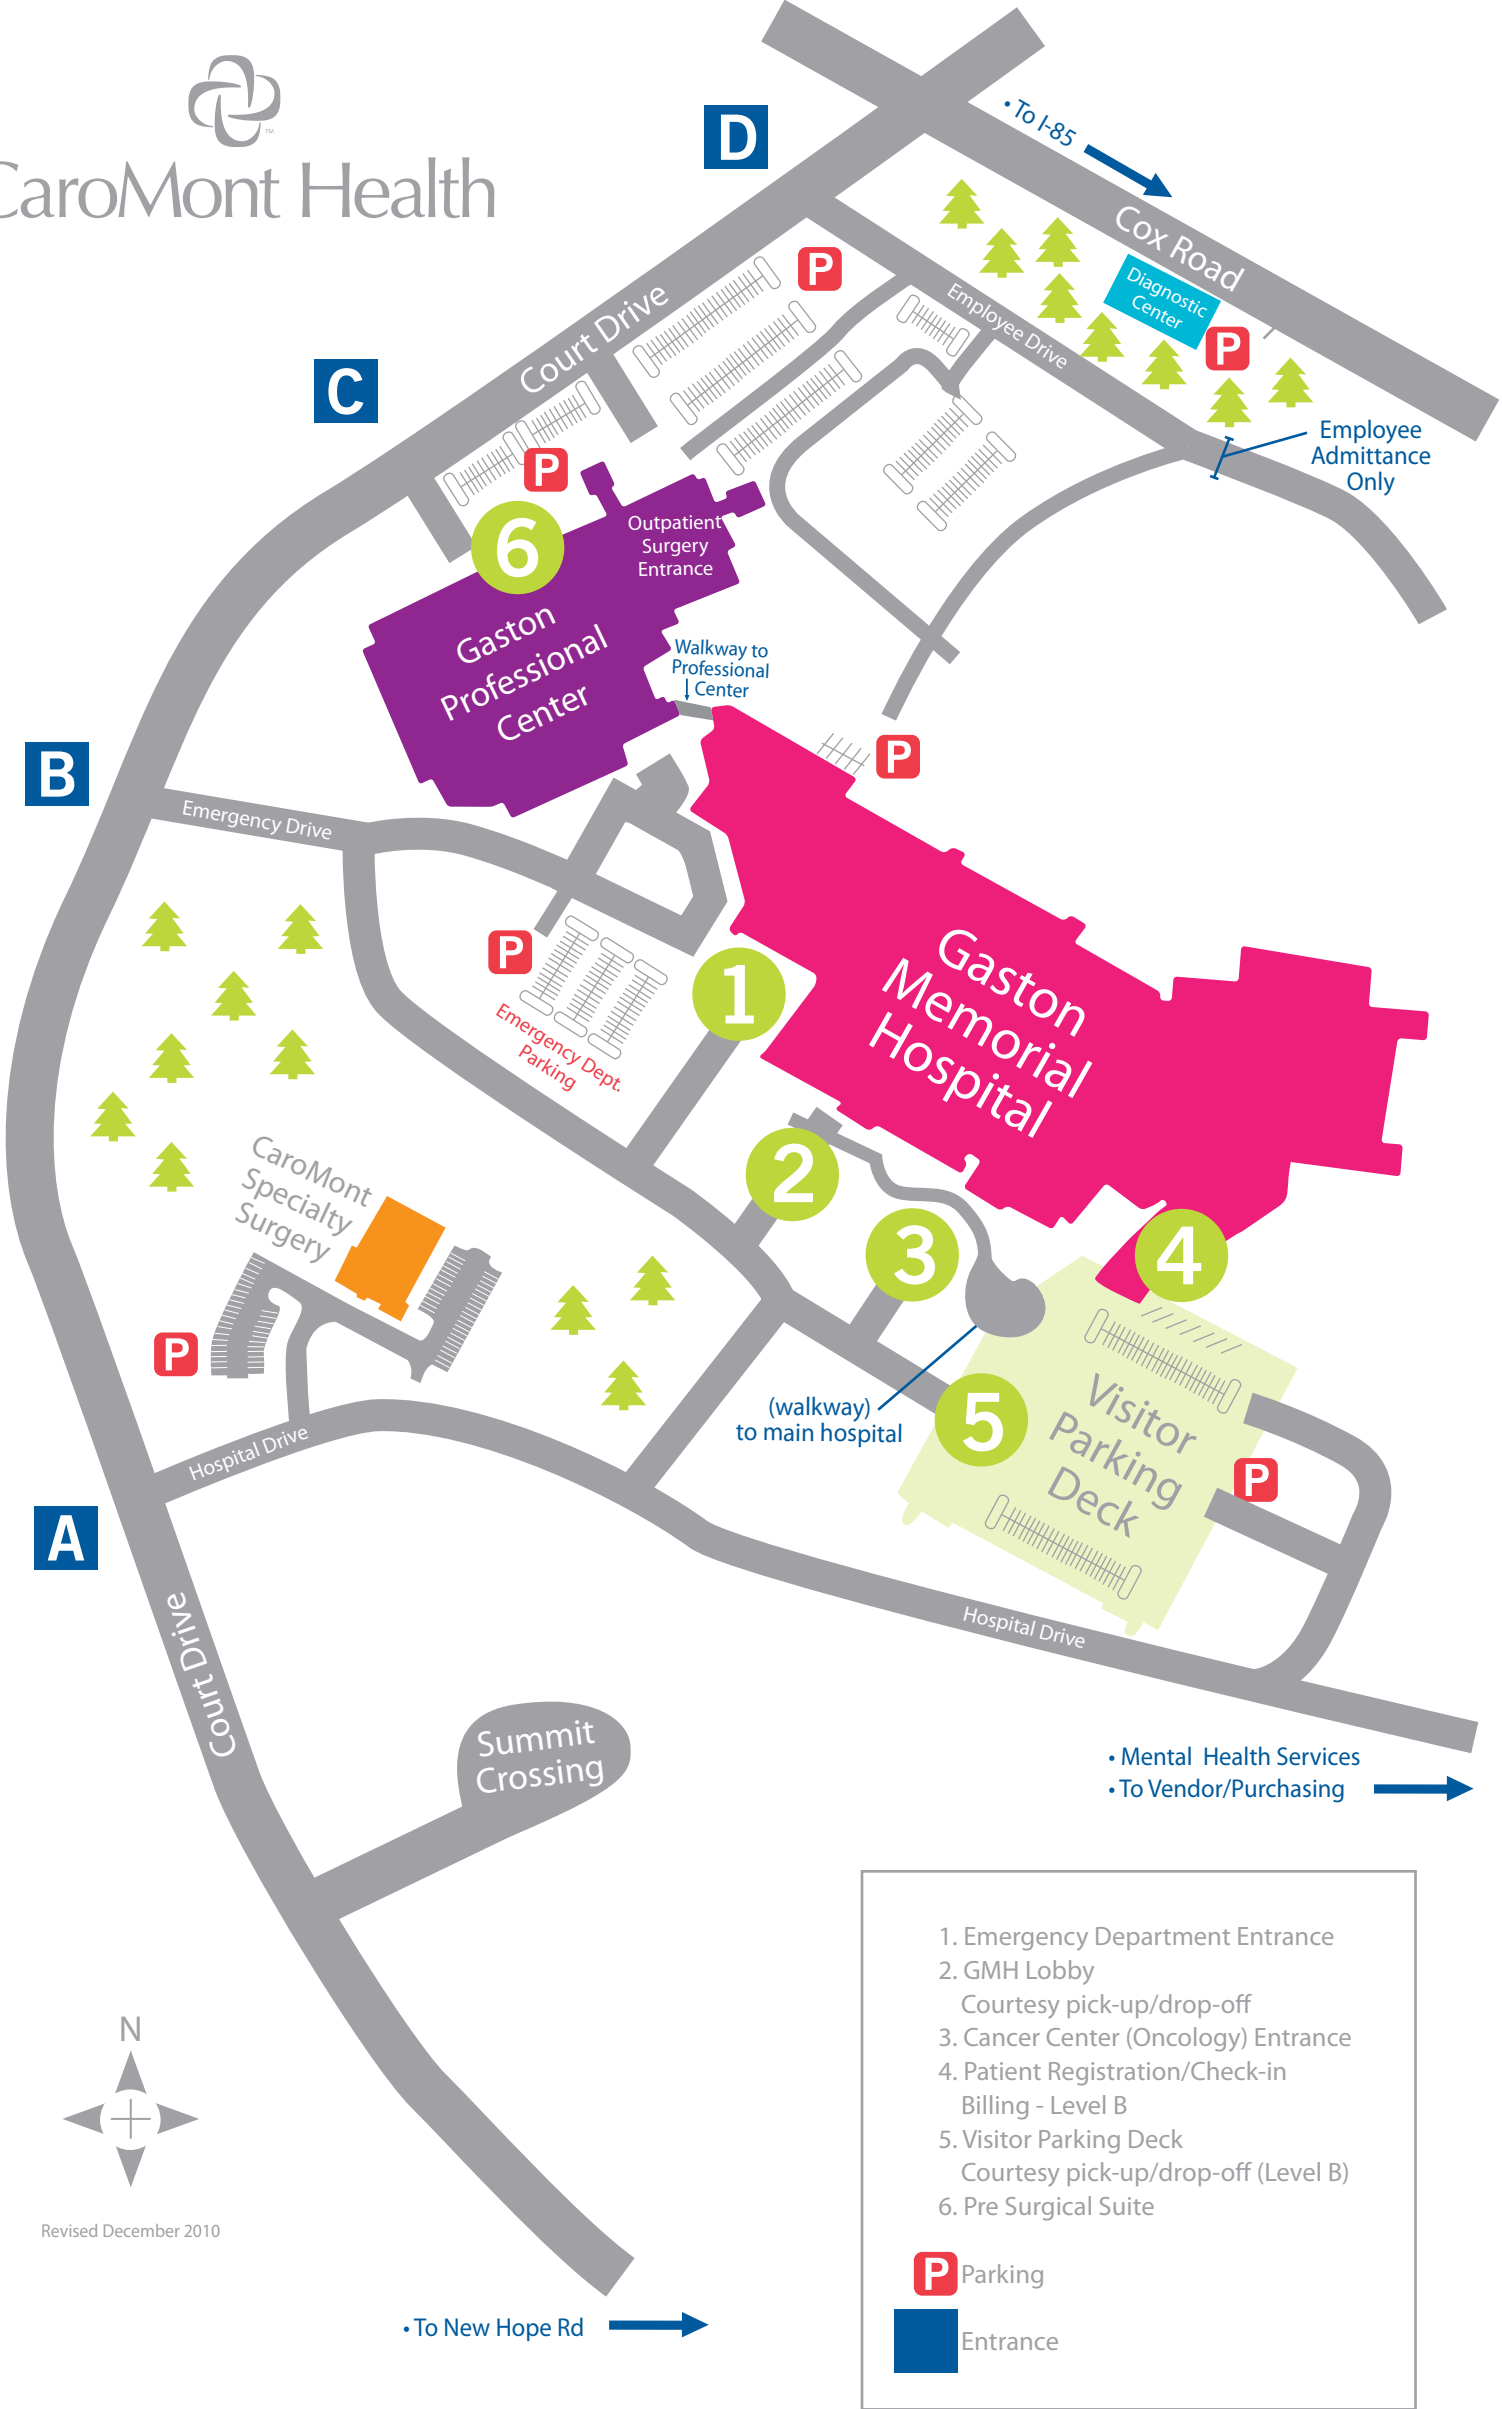 TM
CaroMont Health
D
• To I-85
Cox Road
Diagnostic
Center
P
P
Employee Drive
Court Drive
C
Employee
Admittance
Only
P
6
Outpatient
Surgery
Entrance
Gaston
Professional
Center
Walkway to
Professional
Center
P
B
Emergency Drive
P
Emergency Dept.
Parking
1
Gaston
Memorial
Hospital
2
3
4
CaroMont
Specialty
Surgery
P
(walkway)
to main hospital
5
Visitor
Parking
Deck
P
Hospital Drive
A
Court Drive
Hospital Drive
Summit
Crossing
• Mental Health Services
• To Vendor/Purchasing
1. Emergency Department Entrance
2. GMH Lobby
Courtesy pick-up/drop-off
3. Cancer Center (Oncology) Entrance
4. Patient Registration/Check-in
Billing - Level B
5. Visitor Parking Deck
Courtesy pick-up/drop-off (Level B)
6. Pre Surgical Suite
P Parking
Entrance
N
Revised December 2010
• To New Hope Rd